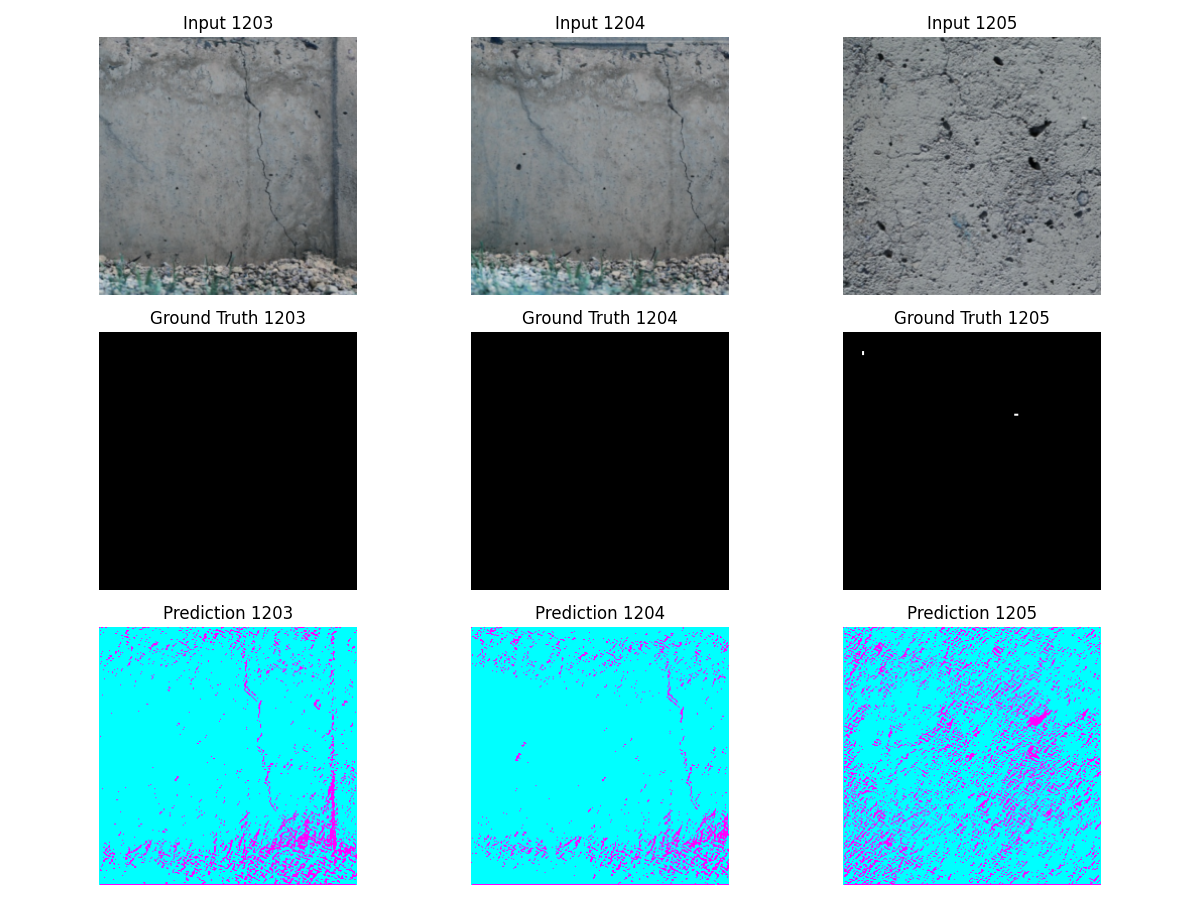 Input 1203
Input 1204
Input 1205
Ground Truth 1203
Ground Truth 1204
Ground Truth 1205
Prediction 1203
Prediction 1204
Prediction 1205